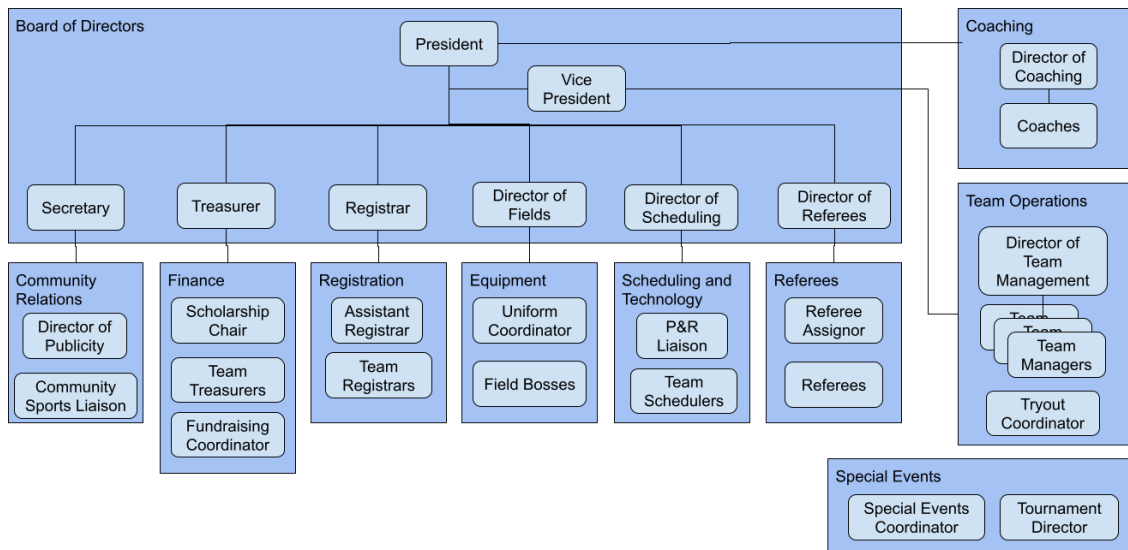 Board of Directors
President
Vice
President
Secretary
Treasurer
Registrar
Director of
Fields
Director of
Scheduling
Director of
Referees
Coaching
Director of
Coaching
Coaches
Team Operations
Director of
Team
Management
Team
Team
Team
Managers
Tryout
Coordinator
Community
Relations
Director of
Publicity
Community
Sports Liaison
Finance
Scholarship
Chair
Team
Treasurers
Fundraising
Coordinator
Registration
Assistant
Registrar
Team
Registrars
Equipment
Uniform
Coordinator
Field Bosses
Scheduling and
Technology
P&R
Liaison
Team
Schedulers
Referees
Referee
Assignor
Referees
Special Events
Special Events
Coordinator
Tournament
Director